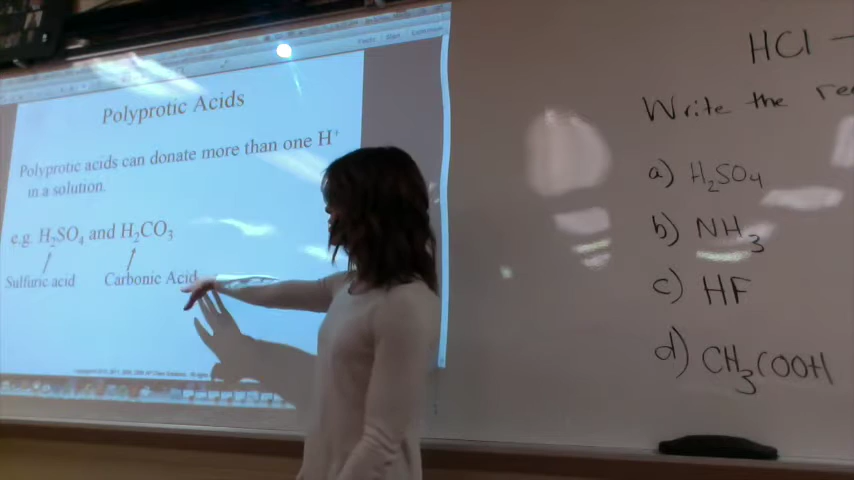 Polyprotic Acids
Polyprotic acids can donate more than one H⁺
in a solution.
e.g. H₂SO₄ and H₂CO₃
Sulfuric acid Carbonic Acid
HCl
Write the
a) H₂SO₄
b) NH₃
c) HF
d) CH₃COOH